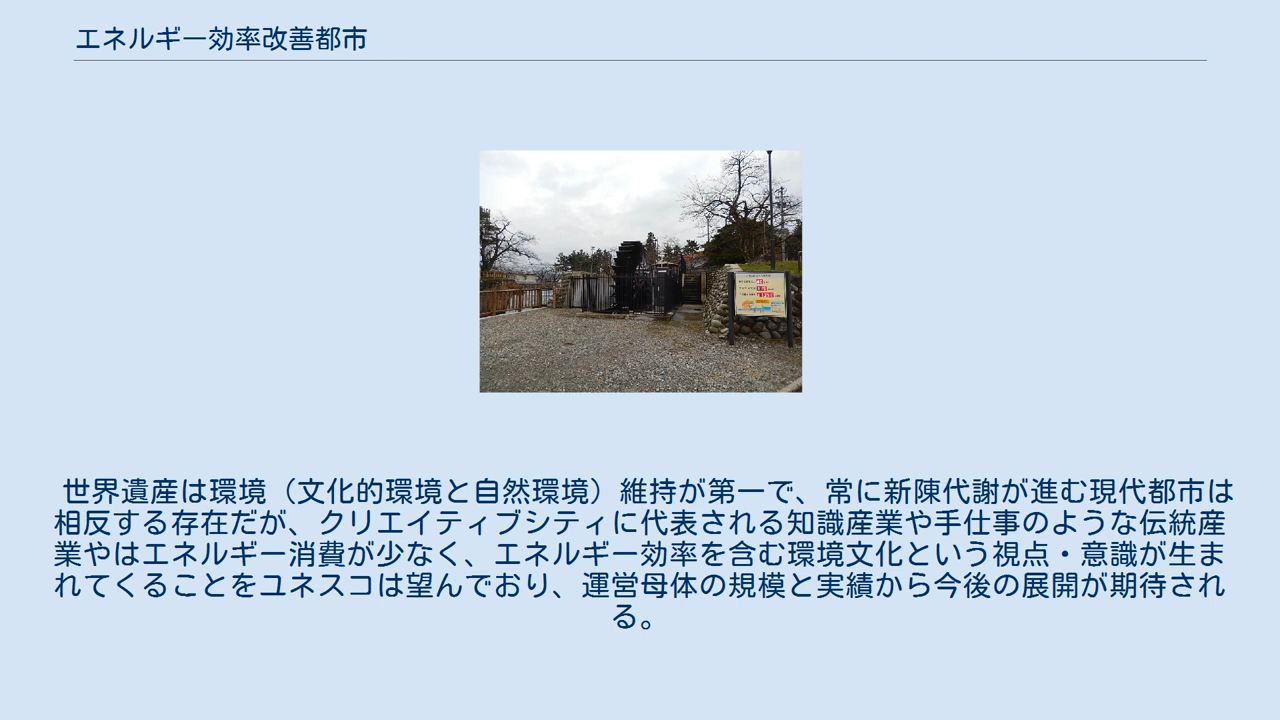 エネルギー効率改善都市
世界遺産は環境（文化的環境と自然環境）維持が第一で、常に新陳代謝が進む現代都市は
相反する存在だが、クリエイティブシティに代表される知識産業や手仕事のような伝統産
業やはエネルギー消費が少なく、エネルギー効率を含む環境文化という視点・意識が生ま
れてくることをユネスコは望んでおり、運営母体の規模と実績から今後の展開が期待され
る。